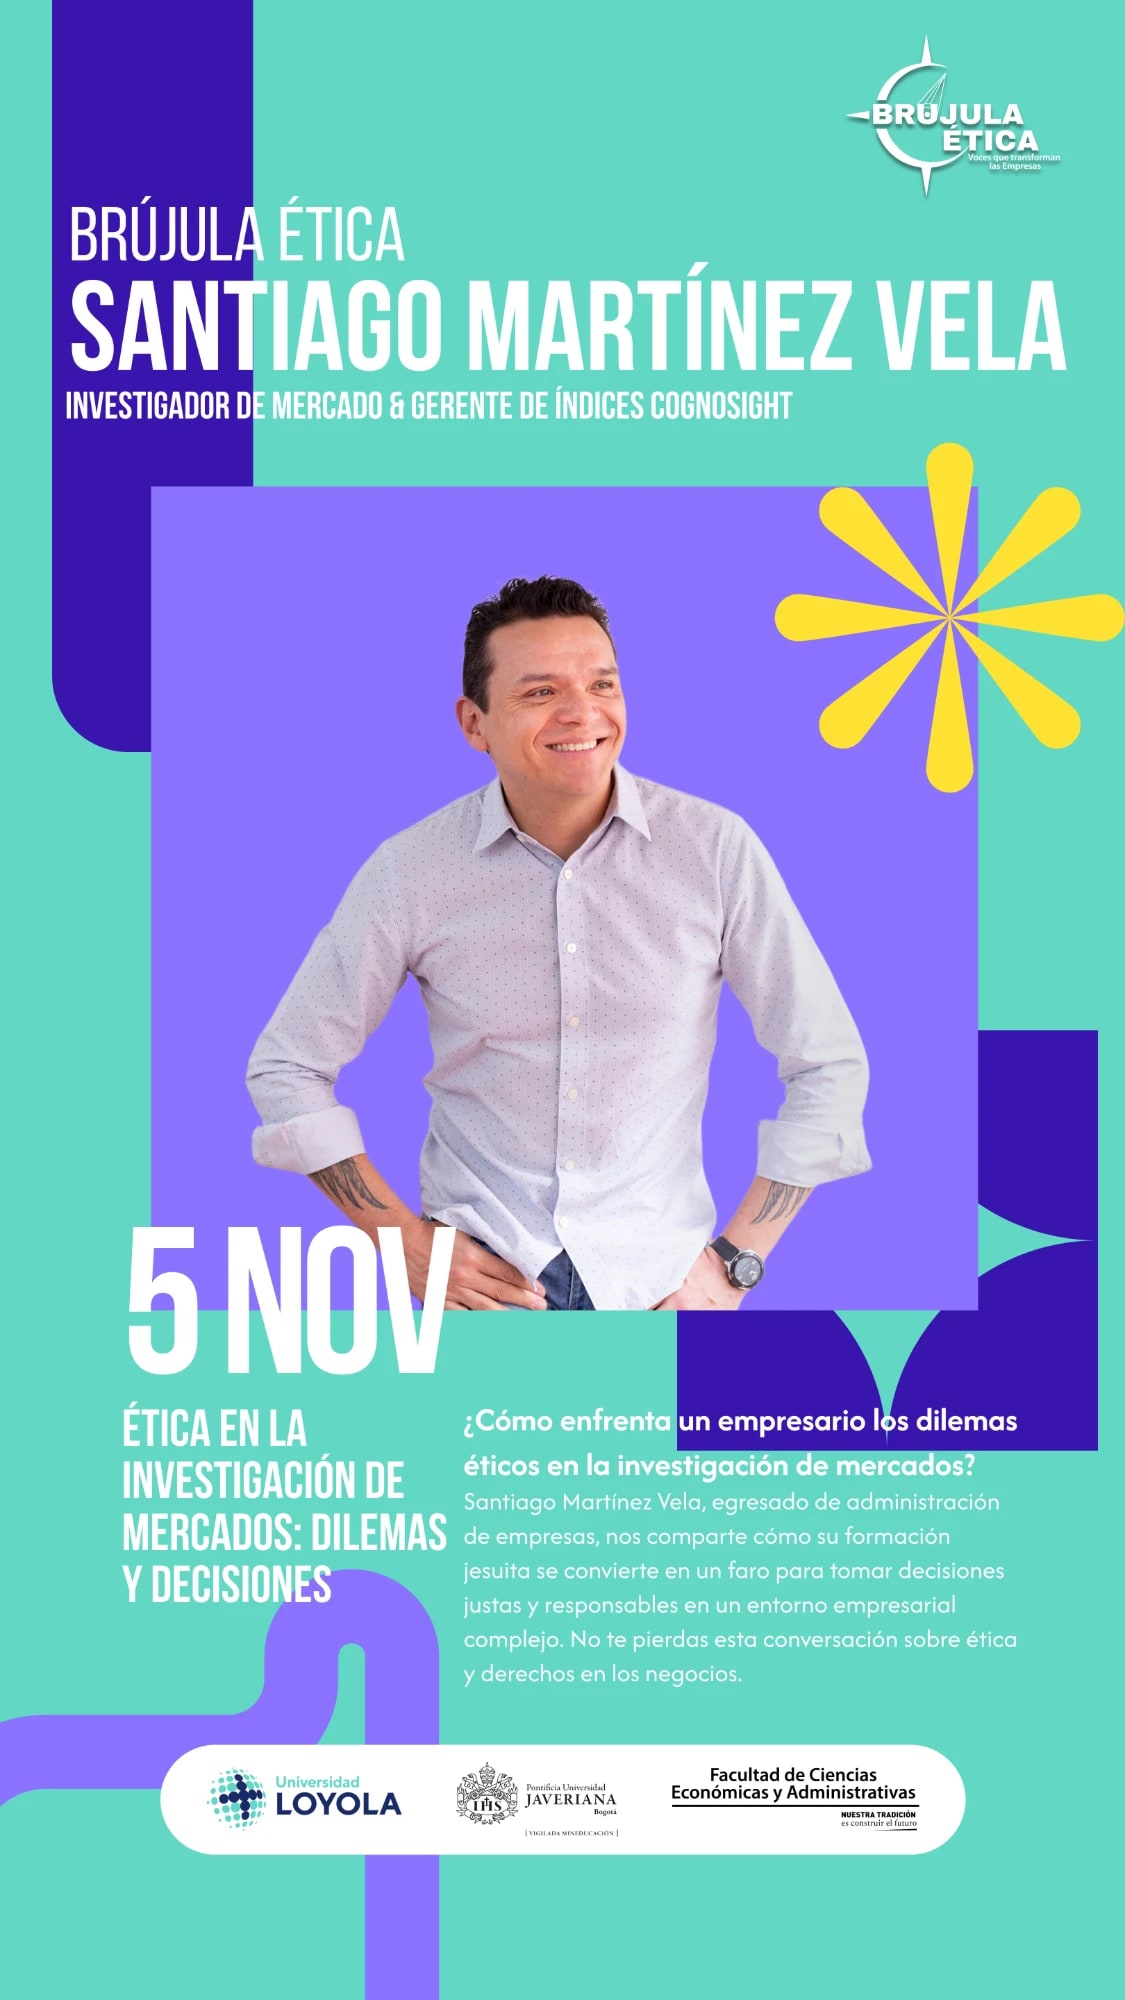 BRÚJULA
ÉTICA
Voces que transforman
las Empresas
BRÚJULA ÉTICA
SANTIAGO MARTÍNEZ VELA
INVESTIGADOR DE MERCADO & GERENTE DE ÍNDICES COGNOSIGHT
5 NOV
ÉTICA EN LA
INVESTIGACIÓN DE
MERCADOS: DILEMAS
Y DECISIONES
¿Cómo enfrenta un empresario los dilemas
éticos en la investigación de mercados?
Santiago Martínez Vela, egresado de administración
de empresas, nos comparte cómo su formación
jesuita se convierte en un faro para tomar decisiones
justas y responsables en un entorno empresarial
complejo. No te pierdas esta conversación sobre ética
y derechos en los negocios.
Universidad
LOYOLA
IHS
Pontificia Universidad
JAVERIANA
Bogotá
| VIGILADA MINEDUCACIÓN |
Facultad de Ciencias
Económicas y Administrativas
NUESTRA TRADICIÓN
es construir el futuro